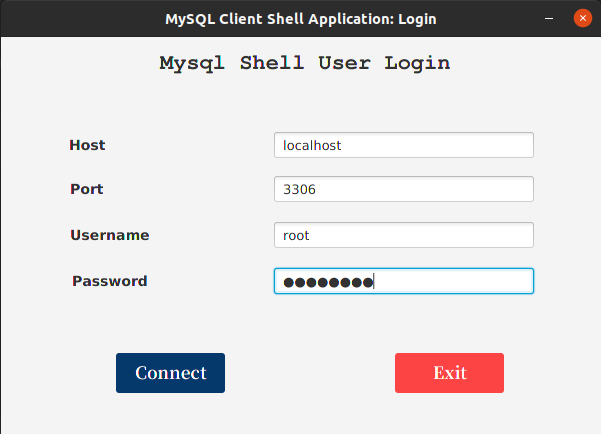 MySQL Client Shell Application: Login
Mysql Shell User Login
Host localhost
Port 3306
Username root
Password ●●●●●●●●
Connect Exit